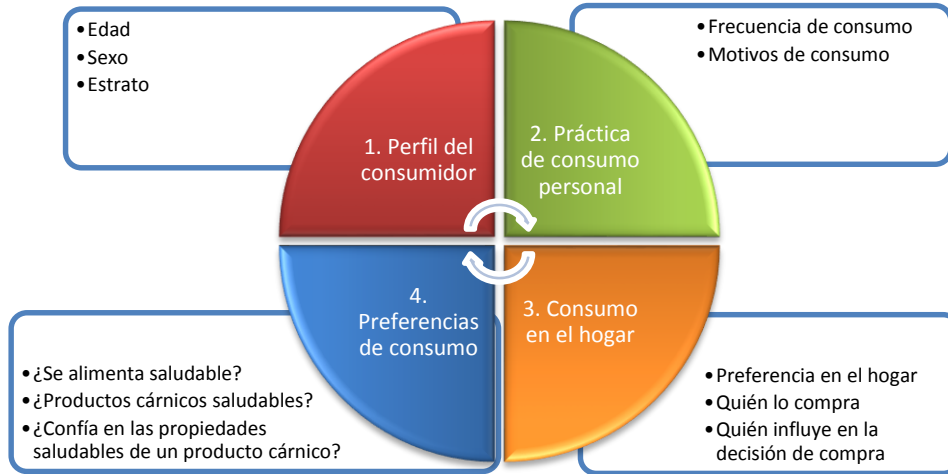 •Edad
•Sexo
•Estrato
•Frecuencia de consumo
•Motivos de consumo
1. Perfil del
consumidor
2. Práctica
de consumo
personal
4.
Preferencias
de consumo
3. Consumo
en el hogar
•¿Se alimenta saludable?
•¿Productos cárnicos saludables?
•¿Confía en las propiedades
saludables de un producto cárnico?
•Preferencia en el hogar
•Quién lo compra
•Quién influye en la
decisión de compra